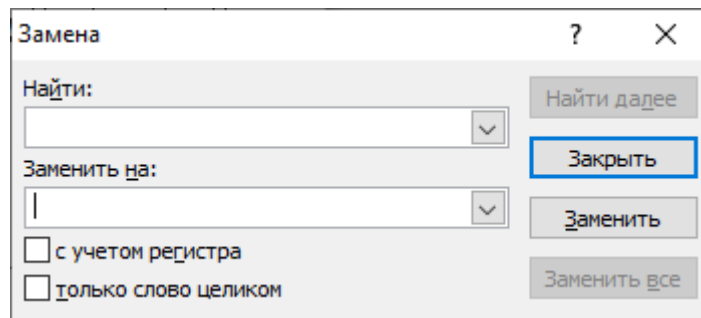 Замена
?
Найти:
Найти далее
Закрыть
Заменить на:
Заменить
с учетом регистра
только слово целиком
Заменить все